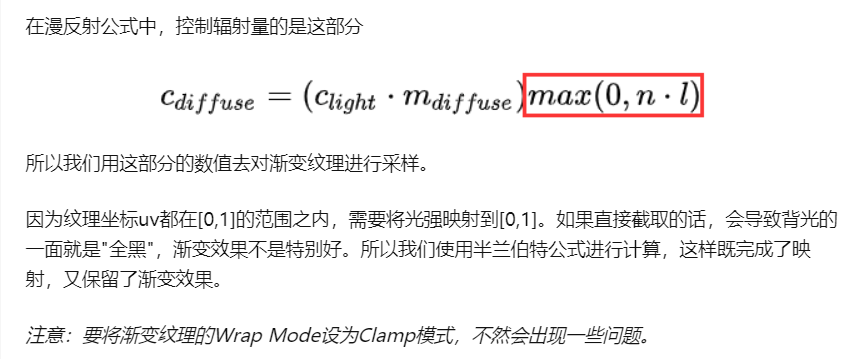 在漫反射公式中，控制辐射量的是这部分
c_{diffuse} = (c_{light} · m_{diffuse})max(0, n · l)
所以我们用这部分的数值去对渐变纹理进行采样。
因为纹理坐标uv都在[0,1]的范围之内，需要将光强映射到[0,1]。如果直接截取的话，会导致背光的
一面就是"全黑"，渐变效果不是特别好。所以我们使用半兰伯特公式进行计算，这样既完成了映
射，又保留了渐变效果。
注意：要将渐变纹理的Wrap Mode设为Clamp模式，不然会出现一些问题。